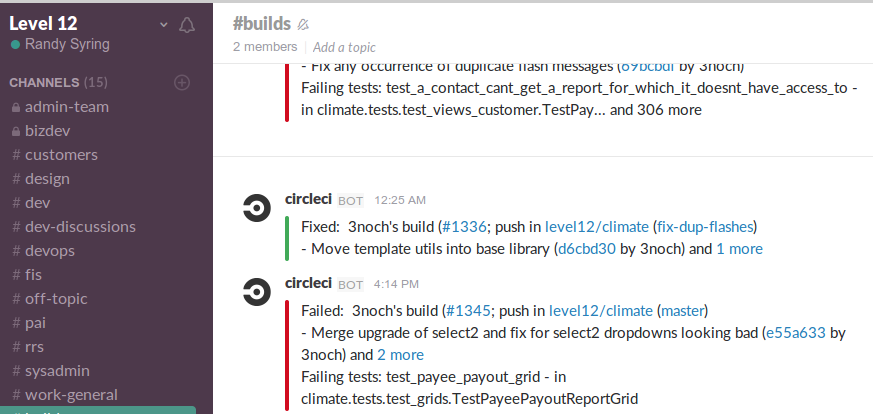 Level 12
Randy Syring
CHANNELS (15)
admin-team
bizdev
# customers
# design
# dev
# dev-discussions
# devops
# fis
# off-topic
# pai
# rrs
# sysadmin
# work-general
#builds
2 members | Add a topic
- Fix any occurrence of duplicate flash messages (69bcbdf by 3noch)
Failing tests: test_a_contact_cant_get_a_report_for_which_it_doesnt_have_access_to -
in climate.tests.test_views_customer.TestPay... and 306 more
circleci BOT 12:25 AM
Fixed: 3noch's build (#1336; push in level12/climate (fix-dup-flashes)
- Move template utils into base library (d6cbd30 by 3noch) and 1 more
circleci BOT 4:14 PM
Failed: 3noch's build (#1345; push in level12/climate (master)
- Merge upgrade of select2 and fix for select2 dropdowns looking bad (e55a633 by
3noch) and 2 more
Failing tests: test_payee_payout_grid - in
climate.tests.test_grids.TestPayeePayoutReportGrid